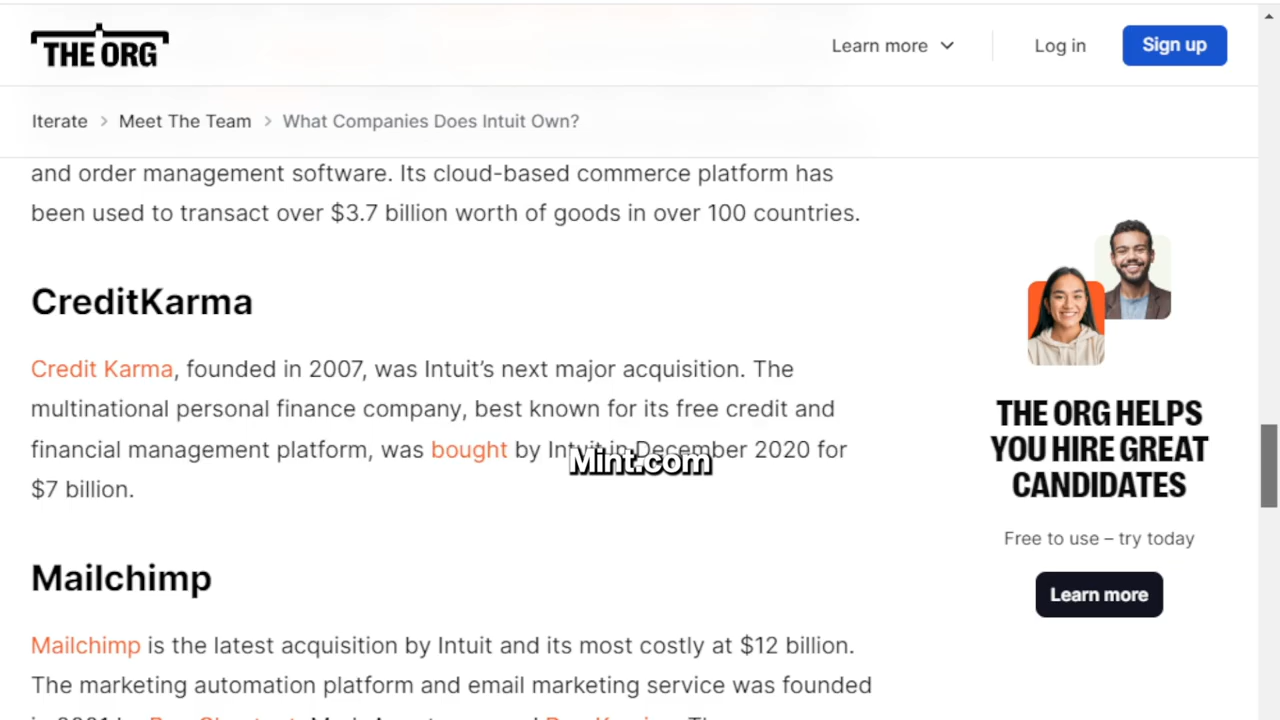 THE ORG
Learn more
Log in
Sign up
Iterate > Meet The Team > What Companies Does Intuit Own?
and order management software. Its cloud-based commerce platform has
been used to transact over $3.7 billion worth of goods in over 100 countries.
CreditKarma
Credit Karma, founded in 2007, was Intuit’s next major acquisition. The
multinational personal finance company, best known for its free credit and
financial management platform, was bought by Intuit in December 2020 for
$7 billion.
Mint.com
Mailchimp
Mailchimp is the latest acquisition by Intuit and its most costly at $12 billion.
The marketing automation platform and email marketing service was founded
THE ORG HELPS
YOU HIRE GREAT
CANDIDATES
Free to use – try today
Learn more